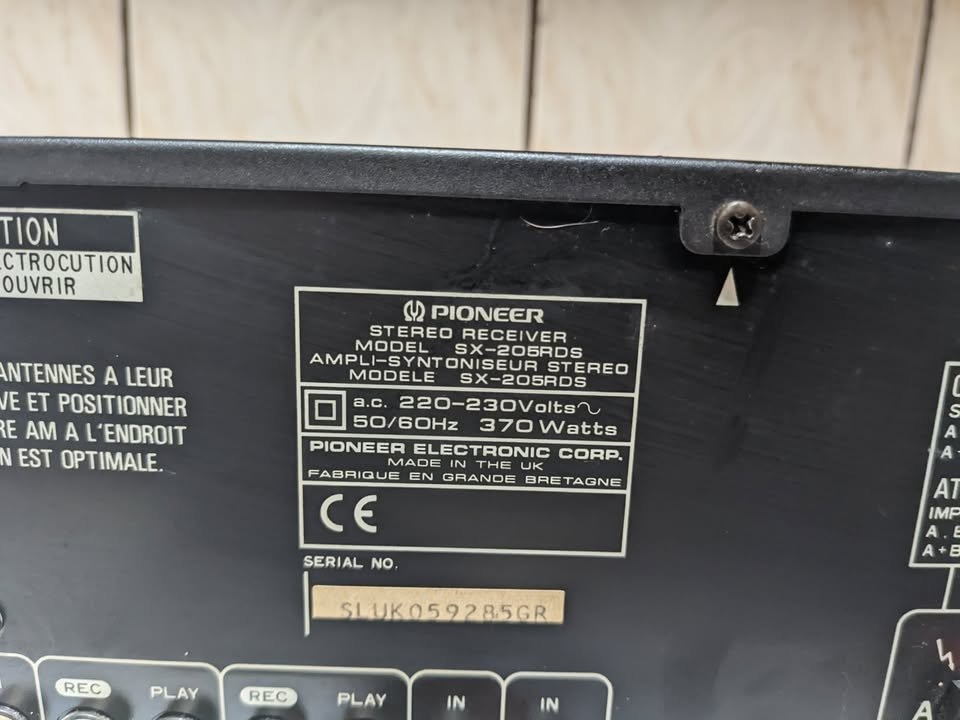 TION
CTROCUTION
OUVRIR
ANTENNES A LEUR
VE ET POSITIONNER
RE AM A L'ENDROIT
N EST OPTIMALE.
PIONEER
STEREO RECEIVER
MODEL SX-205RDS
AMPLI-SYNTONISEUR STEREO
MODELE SX-205RDS
a.c. 220-230Volts~
50/60Hz 370 Watts
PIONEER ELECTRONIC CORP.
MADE IN THE UK
FABRIQUE EN GRANDE BRETAGNE
CE
SERIAL NO.
SLUK059285GR
REC PLAY REC PLAY IN IN
AT
IMP
A.
A+B
A